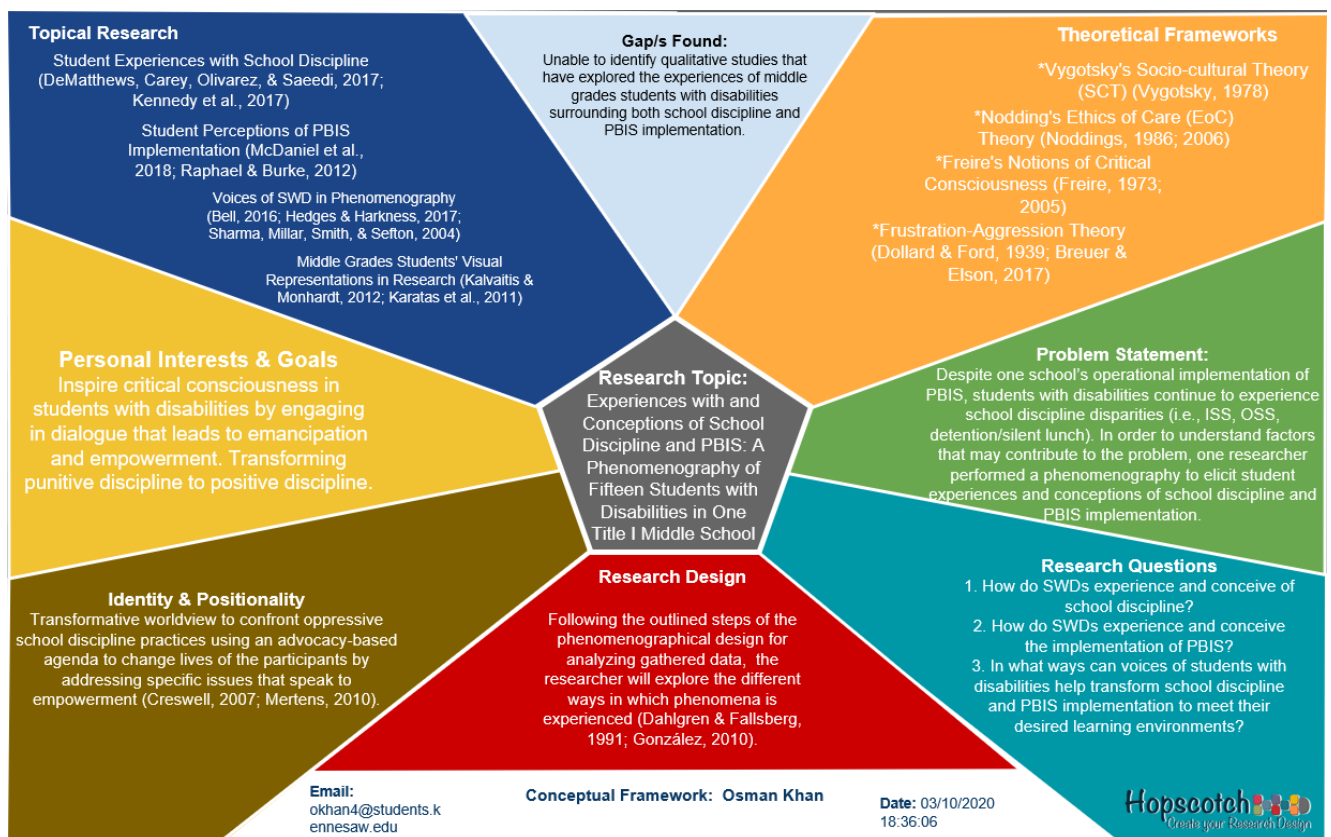 Topical Research
Student Experiences with School Discipline
(DeMatthews, Carey, Olivarez, & Saeedi, 2017;
Kennedy et al., 2017)
Student Perceptions of PBIS
Implementation (McDaniel et al.,
2018; Raphael & Burke, 2012)
Voices of SWD in Phenomenography
(Bell, 2016; Hedges & Harkness, 2017;
Sharma, Millar, Smith, & Sefton, 2004)
Middle Grades Students' Visual
Representations in Research (Kalvaitis &
Monhardt, 2012; Karatas et al., 2011)
Gap/s Found:
Unable to identify qualitative studies that
have explored the experiences of middle
grades students with disabilities
surrounding both school discipline and
PBIS implementation.
Theoretical Frameworks
*Vygotsky's Socio-cultural Theory
(SCT) (Vygotsky, 1978)
*Nodding's Ethics of Care (EoC)
Theory (Noddings, 1986; 2006)
*Freire's Notions of Critical
Consciousness (Freire, 1973;
2005)
*Frustration-Aggression Theory
(Dollard & Ford, 1939; Breuer &
Elson, 2017)
Personal Interests & Goals
Inspire critical consciousness in
students with disabilities by engaging
in dialogue that leads to emancipation
and empowerment. Transforming
punitive discipline to positive discipline.
Research Topic:
Experiences with and
Conceptions of School
Discipline and PBIS: A
Phenomenography of
Fifteen Students with
Disabilities in One
Title I Middle School
Problem Statement:
Despite one school's operational implementation of
PBIS, students with disabilities continue to experience
school discipline disparities (i.e., ISS, OSS,
detention/silent lunch). In order to understand factors
that may contribute to the problem, one researcher
performed a phenomenography to elicit student
experiences and conceptions of school discipline and
PBIS implementation.
Identity & Positionality
Transformative worldview to confront oppressive
school discipline practices using an advocacy-based
agenda to change lives of the participants by
addressing specific issues that speak to
empowerment (Creswell, 2007; Mertens, 2010).
Research Design
Following the outlined steps of the
phenomenographical design for
analyzing gathered data, the
researcher will explore the different
ways in which phenomena is
experienced (Dahlgren & Fallsberg,
1991; González, 2010).
Research Questions
1. How do SWDs experience and conceive of
school discipline?
2. How do SWDs experience and conceive
the implementation of PBIS?
3. In what ways can voices of students with
disabilities help transform school discipline
and PBIS implementation to meet their
desired learning environments?
Email:
okhan4@students.k
ennesaw.edu
Conceptual Framework: Osman Khan
Date: 03/10/2020
18:36:06
Hopscotch
Create your Research Design